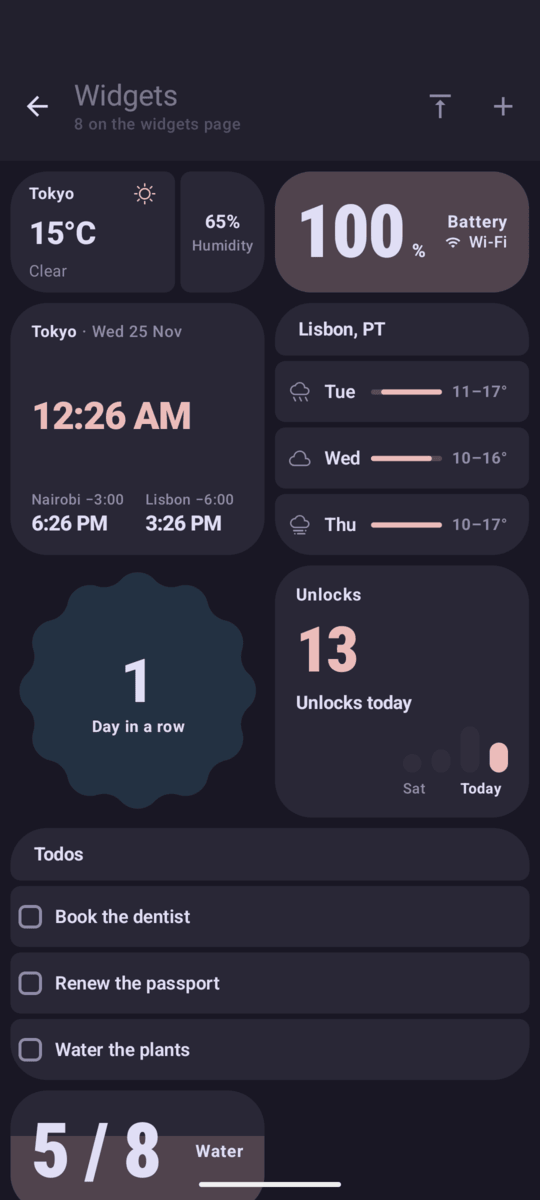 Widgets
8 on the widgets page
Tokyo
15°C
Clear
65%
Humidity
100 %
Battery
Wi-Fi
Tokyo · Wed 25 Nov
12:26 AM
Nairobi −3:00
6:26 PM
Lisbon −6:00
3:26 PM
Lisbon, PT
Tue 11–17°
Wed 10–16°
Thu 10–17°
1
Day in a row
Unlocks
13
Unlocks today
Sat Today
Todos
Book the dentist
Renew the passport
Water the plants
5 / 8 Water